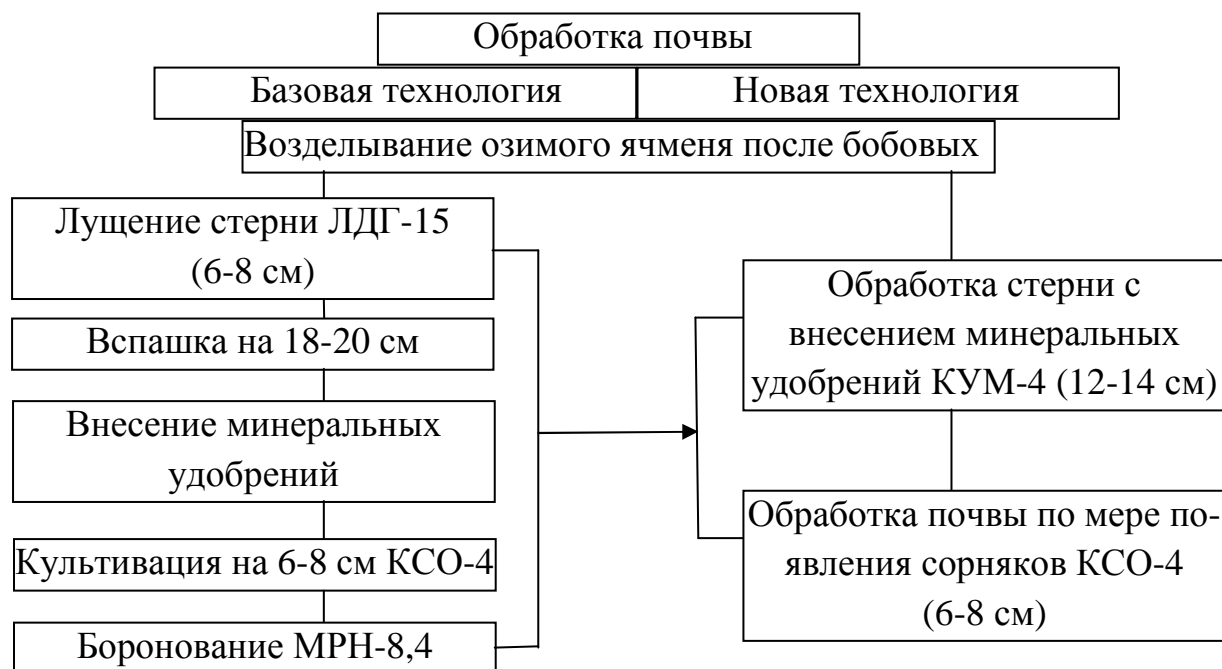 Обработка почвы
Базовая технология
Новая технология
Возделывание озимого ячменя после бобовых
Лущение стерни ЛДГ-15
(6-8 см)
Вспашка на 18-20 см
Внесение минеральных
удобрений
Культивация на 6-8 см КСО-4
Боронование МРН-8,4
Обработка стерни с
внесением минеральных
удобрений КУМ-4 (12-14 см)
Обработка почвы по мере по-
явления сорняков КСО-4
(6-8 см)